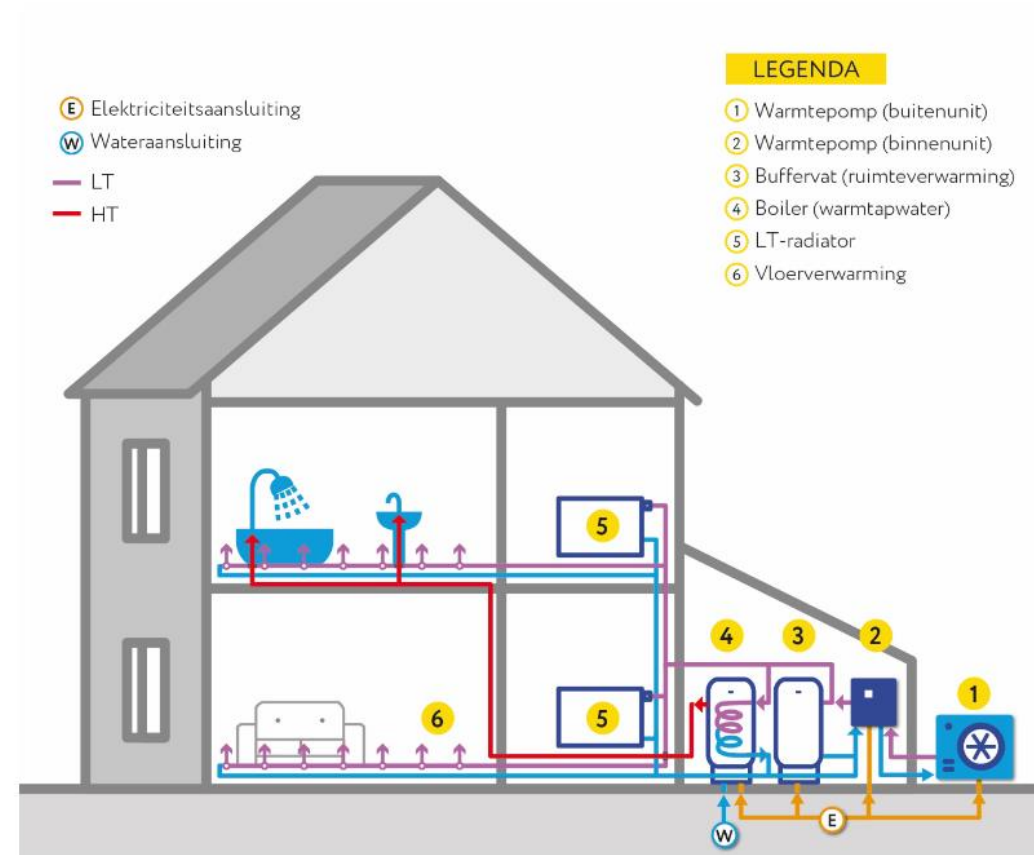 LEGENDA
E Elektriciteitsaansluiting
W Wateraansluiting
LT
HT
1 Warmtepomp (buitenunit)
2 Warmtepomp (binnenunit)
3 Buffervat (ruimteverwarming)
4 Boiler (warmtapwater)
5 LT-radiator
6 Vloerverwarming
5
4
3
2
6
5
1
E
W